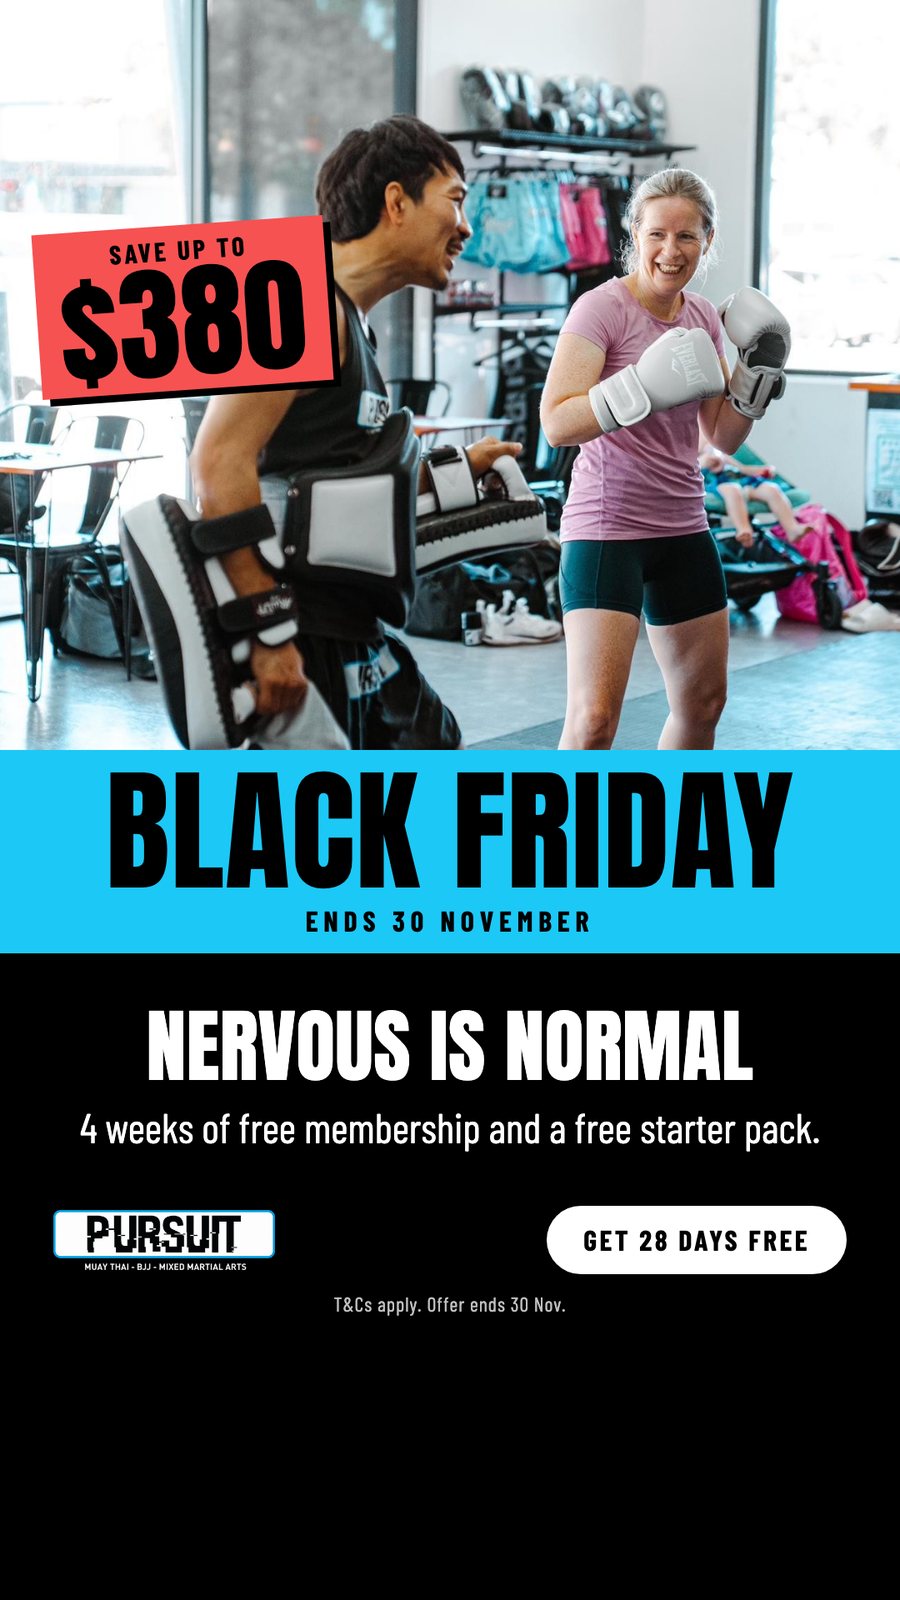 SAVE UP TO
$380
EVERLAST
BLACK FRIDAY
ENDS 30 NOVEMBER
NERVOUS IS NORMAL
4 weeks of free membership and a free starter pack.
PURSUIT
MUAY THAI - BJJ - MIXED MARTIAL ARTS
GET 28 DAYS FREE
T&Cs apply. Offer ends 30 Nov.